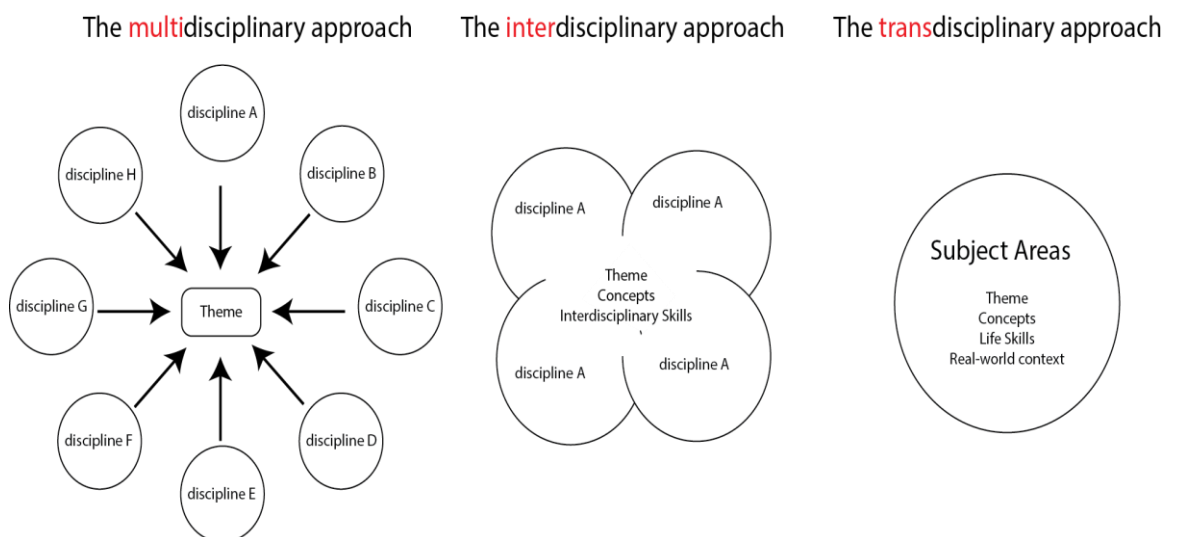 The multidisciplinary approach
discipline A
discipline B
discipline C
discipline D
discipline E
discipline F
discipline G
discipline H
Theme
The interdisciplinary approach
discipline A
discipline A
Theme
Concepts
Interdisciplinary Skills
discipline A
discipline A
The transdisciplinary approach
Subject Areas
Theme
Concepts
Life Skills
Real-world context